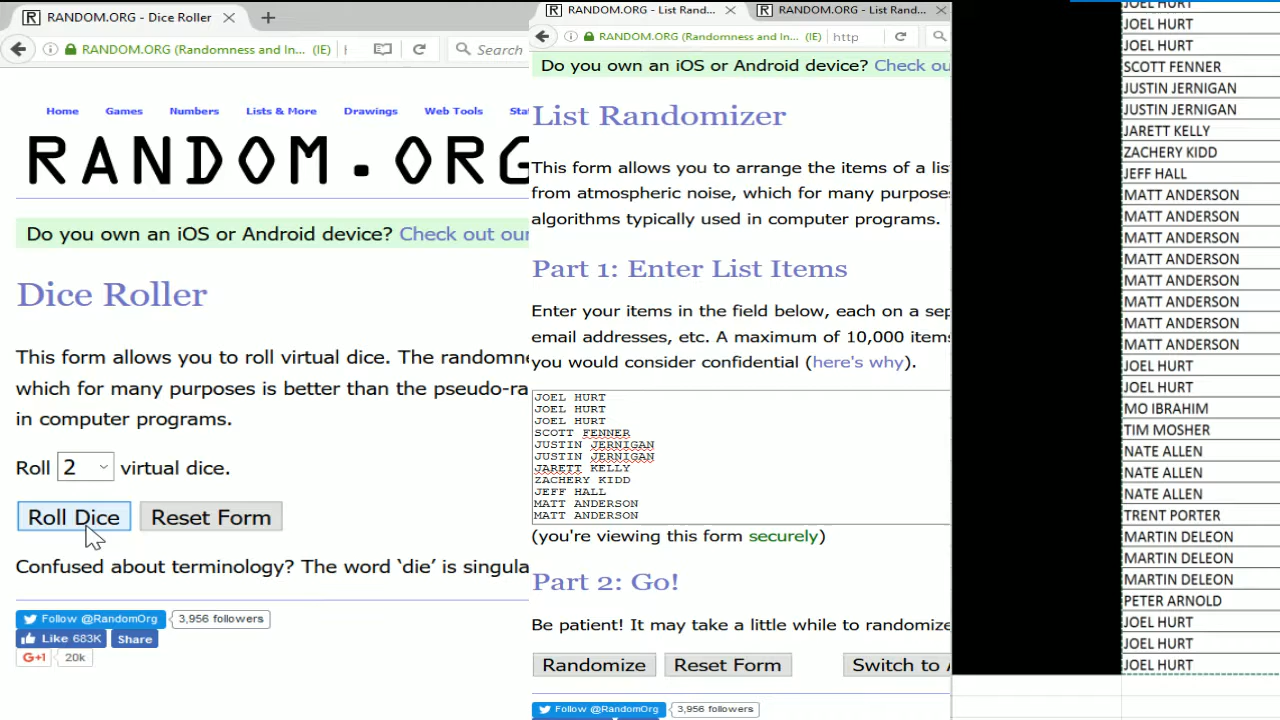 RANDOM.ORG - Dice Roller
RANDOM.ORG (Randomness and In... (IE)
Search
Home Games Numbers Lists & More Drawings Web Tools
RANDOM.ORG
Do you own an iOS or Android device? Check out our
Dice Roller
This form allows you to roll virtual dice. The
which for many purposes is better than the
in computer programs.
Roll 2 virtual dice.
Roll Dice Reset Form
Confused about terminology? The word ‘die’ is
Follow @RandomOrg 3,956 followers
Like 683K Share
G+1 20k
RANDOM.ORG - List Rand... RANDOM.ORG - List Rand...
RANDOM.ORG (Randomness and In... (IE) http
Do you own an iOS or Android device? Check
List Randomizer
This form allows you to arrange the items of a
from atmospheric noise, which for many purposes
algorithms typically used in computer programs.
Part 1: Enter List Items
Enter your items in the field below, each on a
email addresses, etc. A maximum of 10,000 items
you would consider confidential (here's why).
JOEL HURT
JOEL HURT
JOEL HURT
SCOTT FENNER
JUSTIN JERNIGAN
JUSTIN JERNIGAN
JARETT KELLY
ZACHERY KIDD
JEFF HALL
MATT ANDERSON
MATT ANDERSON
(you're viewing this form securely)
Part 2: Go!
Be patient! It may take a little while to randomize
Randomize Reset Form Switch to
Follow @RandomOrg 3,956 followers
JOEL HURT
JOEL HURT
JOEL HURT
SCOTT FENNER
JUSTIN JERNIGAN
JUSTIN JERNIGAN
JARETT KELLY
ZACHERY KIDD
JEFF HALL
MATT ANDERSON
MATT ANDERSON
MATT ANDERSON
MATT ANDERSON
MATT ANDERSON
MATT ANDERSON
MATT ANDERSON
MATT ANDERSON
JOEL HURT
JOEL HURT
MO IBRAHIM
TIM MOSHER
NATE ALLEN
NATE ALLEN
NATE ALLEN
TRENT PORTER
MARTIN DELEON
MARTIN DELEON
MARTIN DELEON
PETER ARNOLD
JOEL HURT
JOEL HURT
JOEL HURT